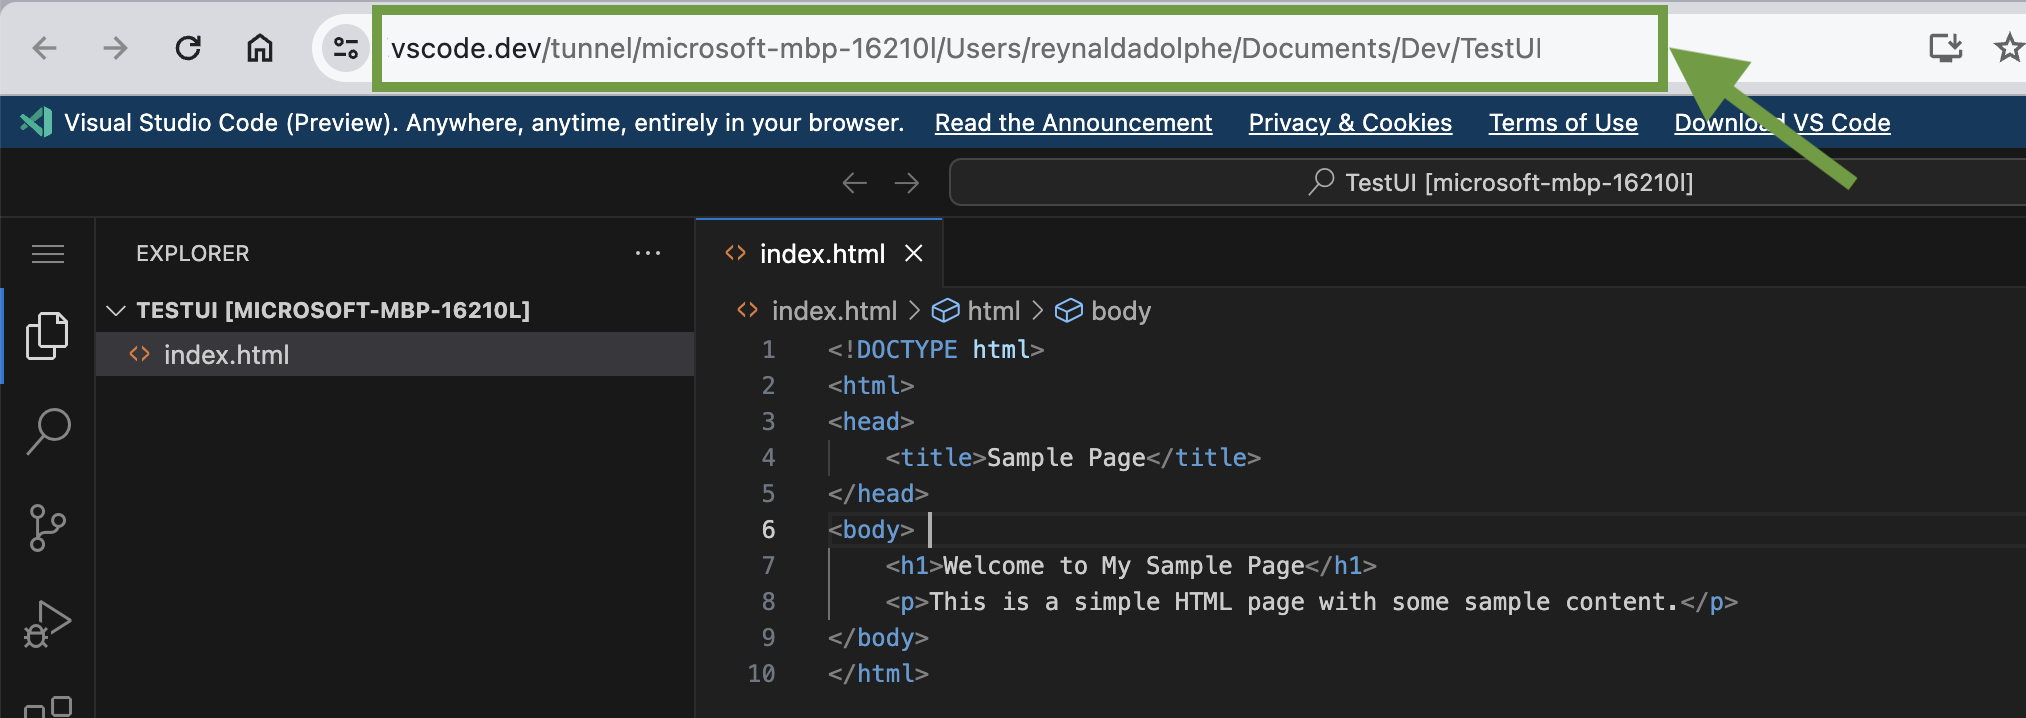 vscode.dev/tunnel/microsoft-mbp-16210l/Users/reynaldadolphe/Documents/Dev/TestUI
Visual Studio Code (Preview). Anywhere, anytime, entirely in your browser. Read the Announcement Privacy & Cookies Terms of Use Download VS Code
TestUI [microsoft-mbp-16210l]
EXPLORER
TESTUI [MICROSOFT-MBP-16210L]
index.html
index.html
index.html > html > body
1 <!DOCTYPE html>
2 <html>
3 <head>
4 <title>Sample Page</title>
5 </head>
6 <body>
7 <h1>Welcome to My Sample Page</h1>
8 <p>This is a simple HTML page with some sample content.</p>
9 </body>
10 </html>